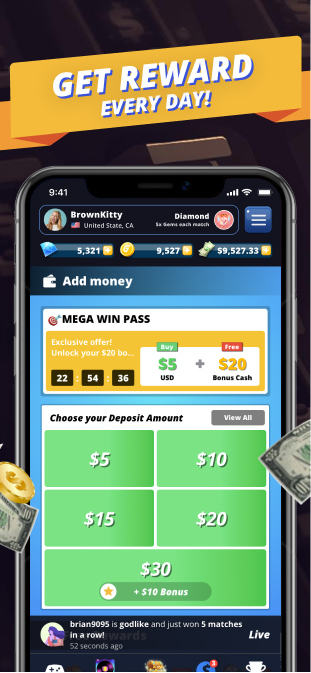 GET REWARD
EVERY DAY!
9:41
BrownKitty
United State, CA
Diamond
5x Gems each match
5,321
9,527
$9,527.33
Add money
MEGA WIN PASS
Exclusive offer!
Unlock your $20 bo...
22 : 54 : 36
Buy
$5
USD
+
Free
$20
Bonus Cash
Choose your Deposit Amount
View All
$5
$10
$15
$20
$30
+ $10 Bonus
brian9095 is godlike and just won 5 matches
in a row!
52 seconds ago
Live
3